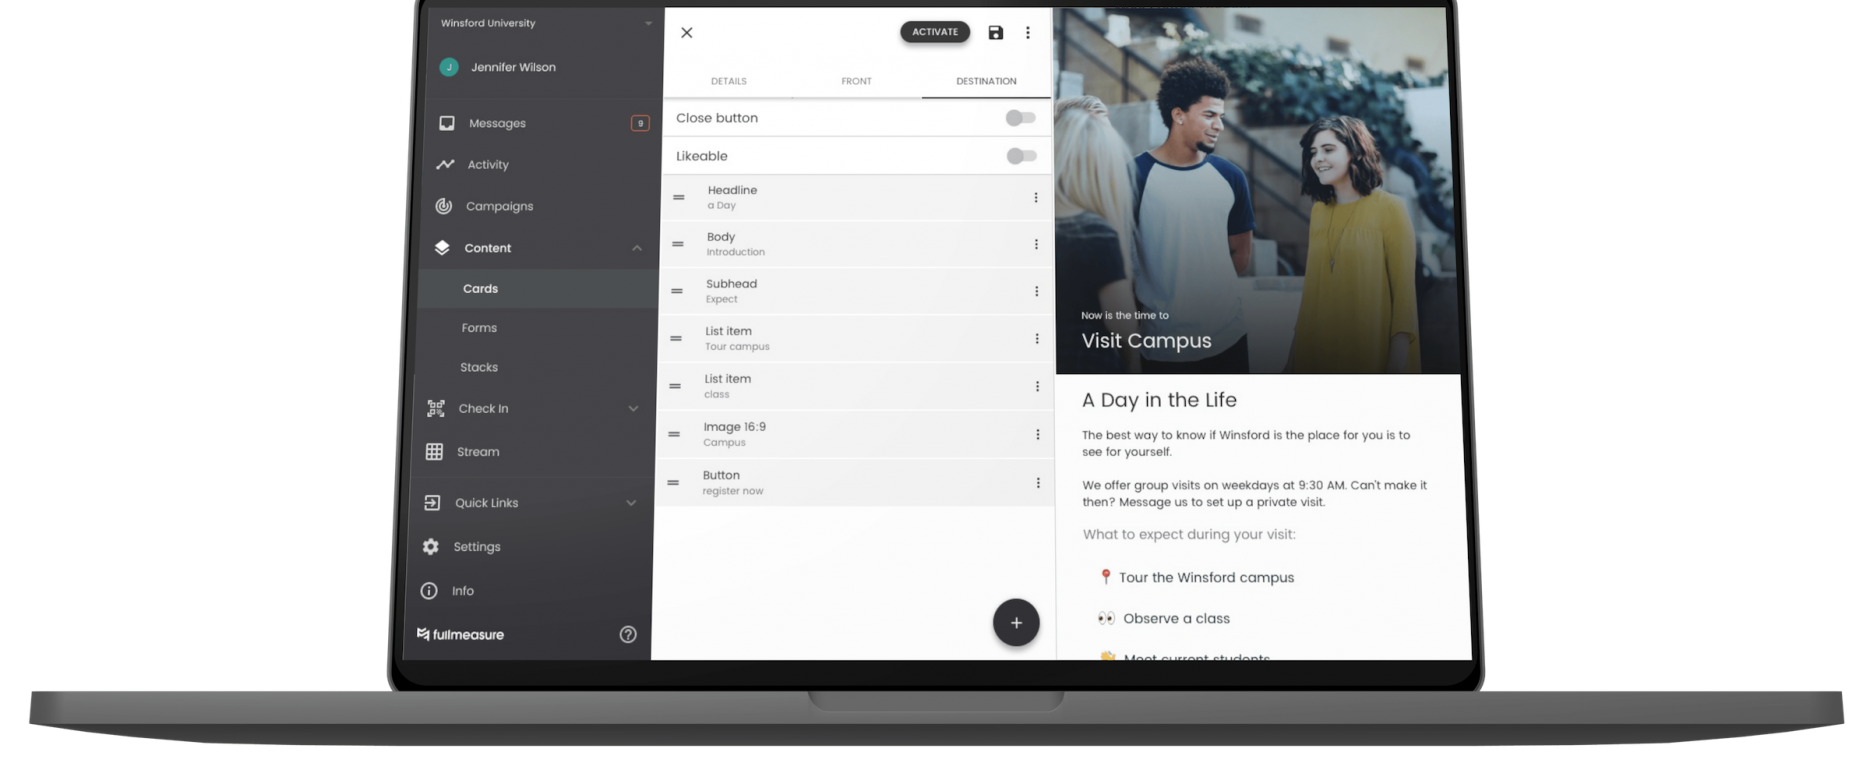 Winsford University
J
Jennifer Wilson
Messages
9
Activity
Campaigns
Content
Cards
Forms
Stacks
Check In
Stream
Quick Links
Settings
Info
fullmeasure
?
ACTIVATE
DETAILS
FRONT
DESTINATION
Close button
Likeable
Headline
a Day
Body
Introduction
Subhead
Expect
List item
Tour campus
List item
class
Image 16:9
Campus
Button
register now
+
Now is the time to
Visit Campus
A Day in the Life
The best way to know if Winsford is the place for you is to
see for yourself.
We offer group visits on weekdays at 9:30 AM. Can't make it
then? Message us to set up a private visit.
What to expect during your visit:
📍 Tour the Winsford campus
👀 Observe a class
👋 Meet current students